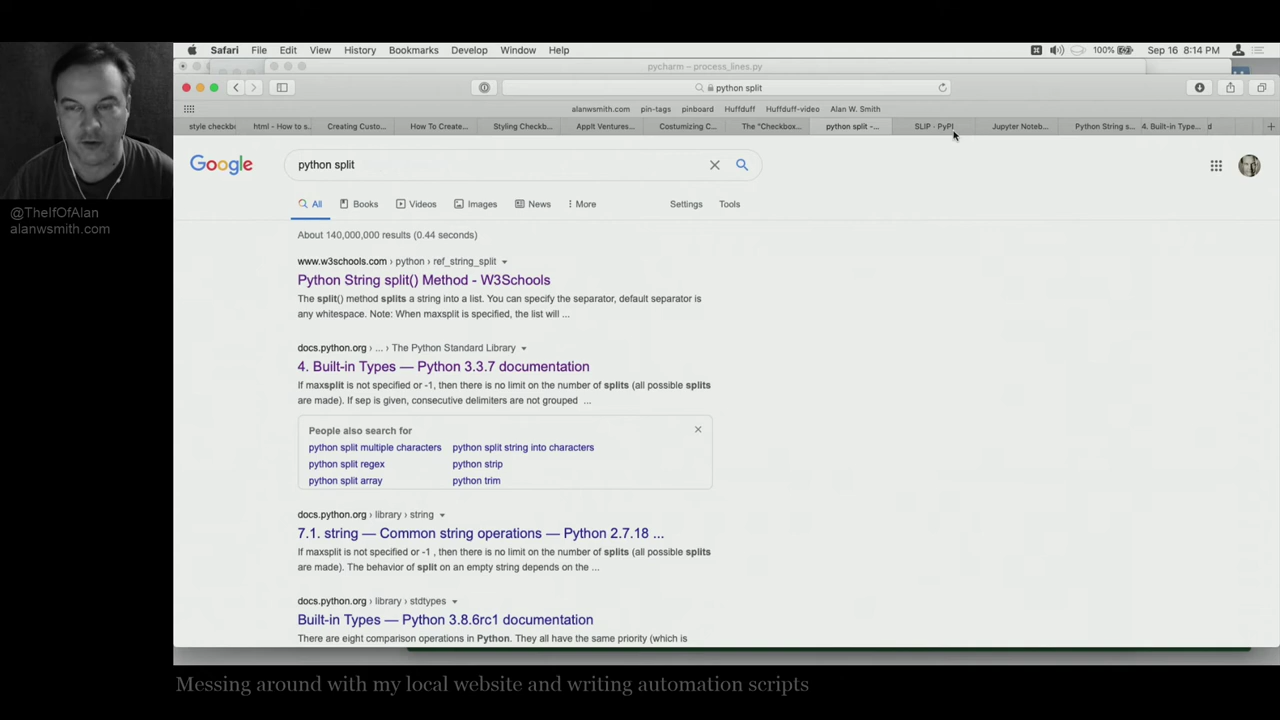 Safari File Edit View History Bookmarks Develop Window Help 100% Sep 16 8:14 PM
pycharm – process_lines.py
python split
alanwsmith.com pin-tags pinboard Huffduff Huffduff-video Alan W. Smith
style checkb html - How to s... Creating Custo... How To Create... Styling Checkb... AppIt Ventures... Costumizing C... The "Checkbox... python split -... SLIP · PyPI Jupyter Noteb... Python String s... 4. Built-in Type... d
Google python split
All Books Videos Images News More Settings Tools
About 140,000,000 results (0.44 seconds)
www.w3schools.com › python › ref_string_split
Python String split() Method - W3Schools
The split() method splits a string into a list. You can specify the separator, default separator is
any whitespace. Note: When maxsplit is specified, the list will ...
docs.python.org › ... › The Python Standard Library
4. Built-in Types — Python 3.3.7 documentation
If maxsplit is not specified or -1, then there is no limit on the number of splits (all possible splits
are made). If sep is given, consecutive delimiters are not grouped ...
People also search for
python split multiple characters python split string into characters
python split regex python strip
python split array python trim
docs.python.org › library › string
7.1. string — Common string operations — Python 2.7.18 ...
If maxsplit is not specified or -1 , then there is no limit on the number of splits (all possible splits
are made). The behavior of split on an empty string depends on the ...
docs.python.org › library › stdtypes
Built-in Types — Python 3.8.6rc1 documentation
There are eight comparison operations in Python. They all have the same priority (which is
@TheIfOfAlan
alanwsmith.com
Messing around with my local website and writing automation scripts